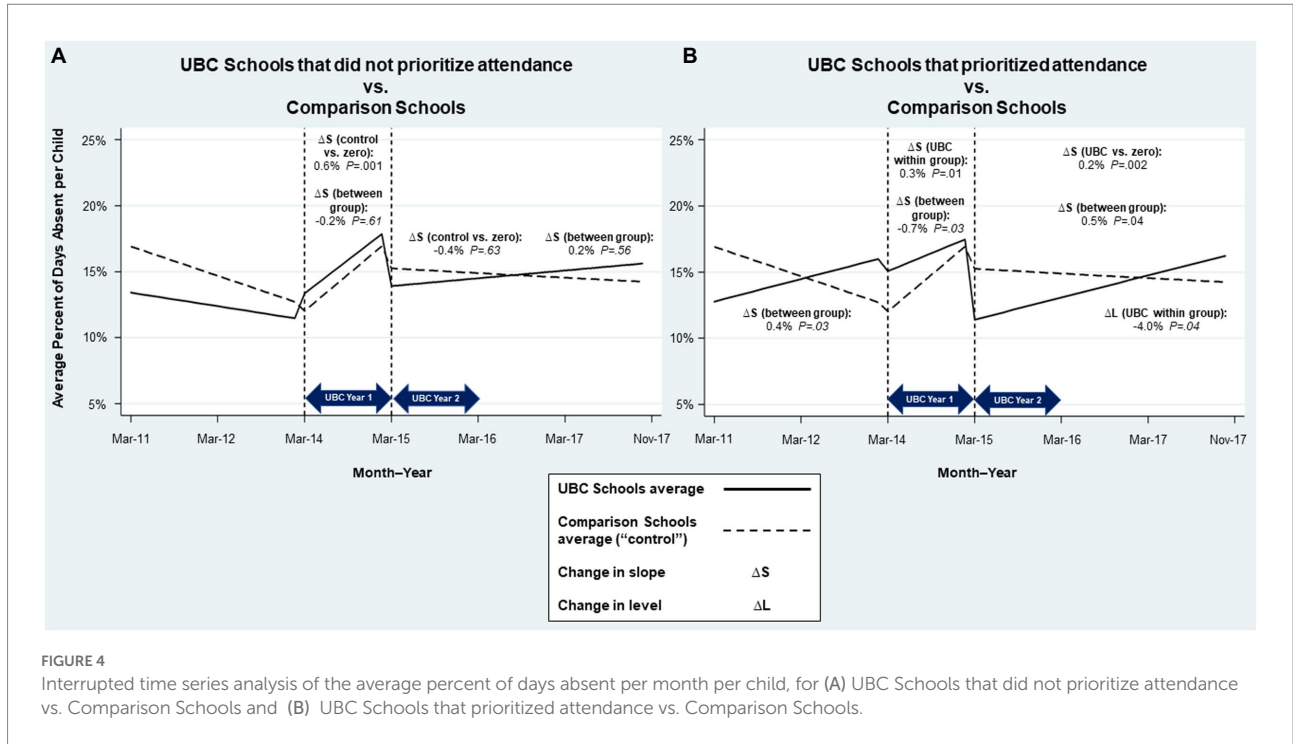 A
UBC Schools that did not prioritize attendance
vs.
Comparison Schools
Average Percent of Days Absent per Child
25%
20%
15%
10%
5%
ΔS (control
vs. zero):
0.6% P=.001
ΔS (between
group):
-0.2% P=.61
ΔS (control vs. zero):
-0.4% P=.63
ΔS (between group):
0.2% P=.56
UBC Year 1
UBC Year 2
Mar-11
Mar-12
Mar-14
Mar-15
Mar-16
Mar-17
Nov-17
Month–Year
B
UBC Schools that prioritized attendance
vs.
Comparison Schools
25%
20%
15%
10%
5%
ΔS (UBC
within group):
0.3% P=.01
ΔS (between
group):
-0.7% P=.03
ΔS (UBC vs. zero):
0.2% P=.002
ΔS (between group):
0.5% P=.04
ΔS (between group):
0.4% P=.03
ΔL (UBC within group):
-4.0% P=.04
UBC Year 1
UBC Year 2
Mar-11
Mar-12
Mar-14
Mar-15
Mar-16
Mar-17
Nov-17
Month–Year
UBC Schools average
Comparison Schools
average (“control”)
Change in slope ΔS
Change in level ΔL
FIGURE 4
Interrupted time series analysis of the average percent of days absent per month per child, for (A) UBC Schools that did not prioritize attendance
vs. Comparison Schools and (B) UBC Schools that prioritized attendance vs. Comparison Schools.